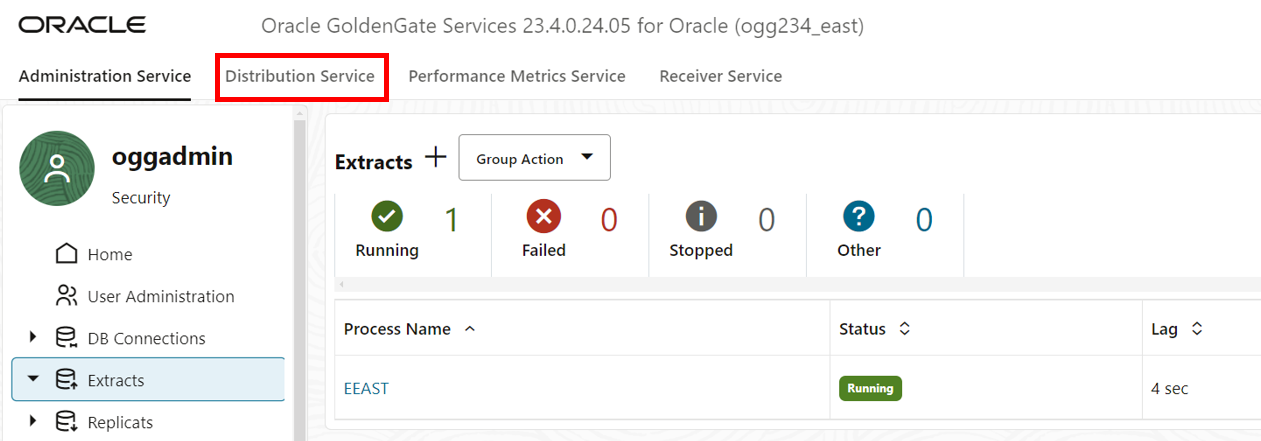 ORACLE Oracle GoldenGate Services 23.4.0.24.05 for Oracle (ogg234_east)
Administration Service Distribution Service Performance Metrics Service Receiver Service
oggadmin
Security
Home
User Administration
DB Connections
Extracts
Replicats
Extracts + Group Action
1 0 0 0
Running Failed Stopped Other
Process Name Status Lag
EEAST Running 4 sec